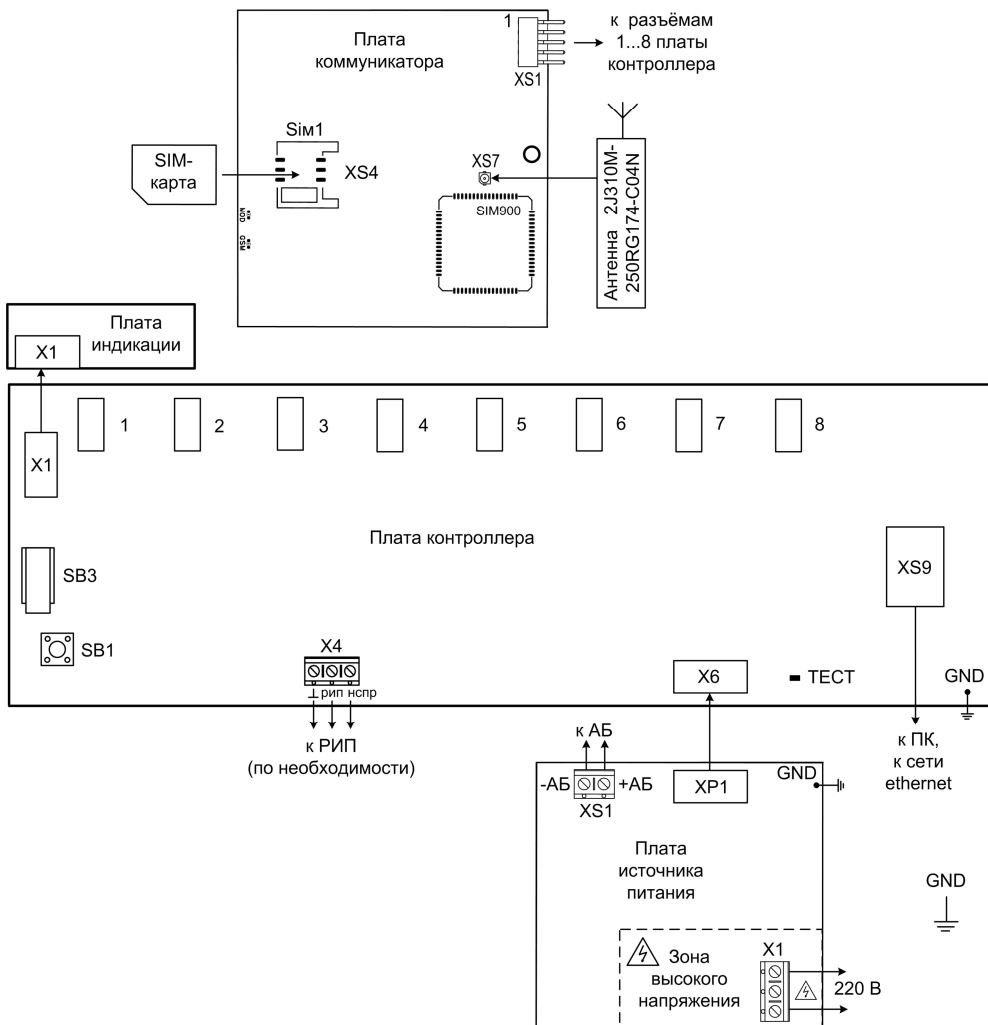 Плата
коммуникатора
1
XS1
к разъёмам
1...8 платы
контроллера
Siм1
XS4
SIM-
карта
XS7
SIM900
MOD
GSM
Антенна 2J310M-
250RG174-C04N
Плата
индикации
X1
X1
1
2
3
4
5
6
7
8
Плата контроллера
SB3
SB1
X4
⊥ рип нспр
к РИП
(по необходимости)
X6
ТЕСТ
XS9
GND
к ПК,
к сети
ethernet
к АБ
-АБ
+АБ
XS1
XP1
GND
Плата
источника
питания
GND
Зона
высокого
напряжения
X1
220 В